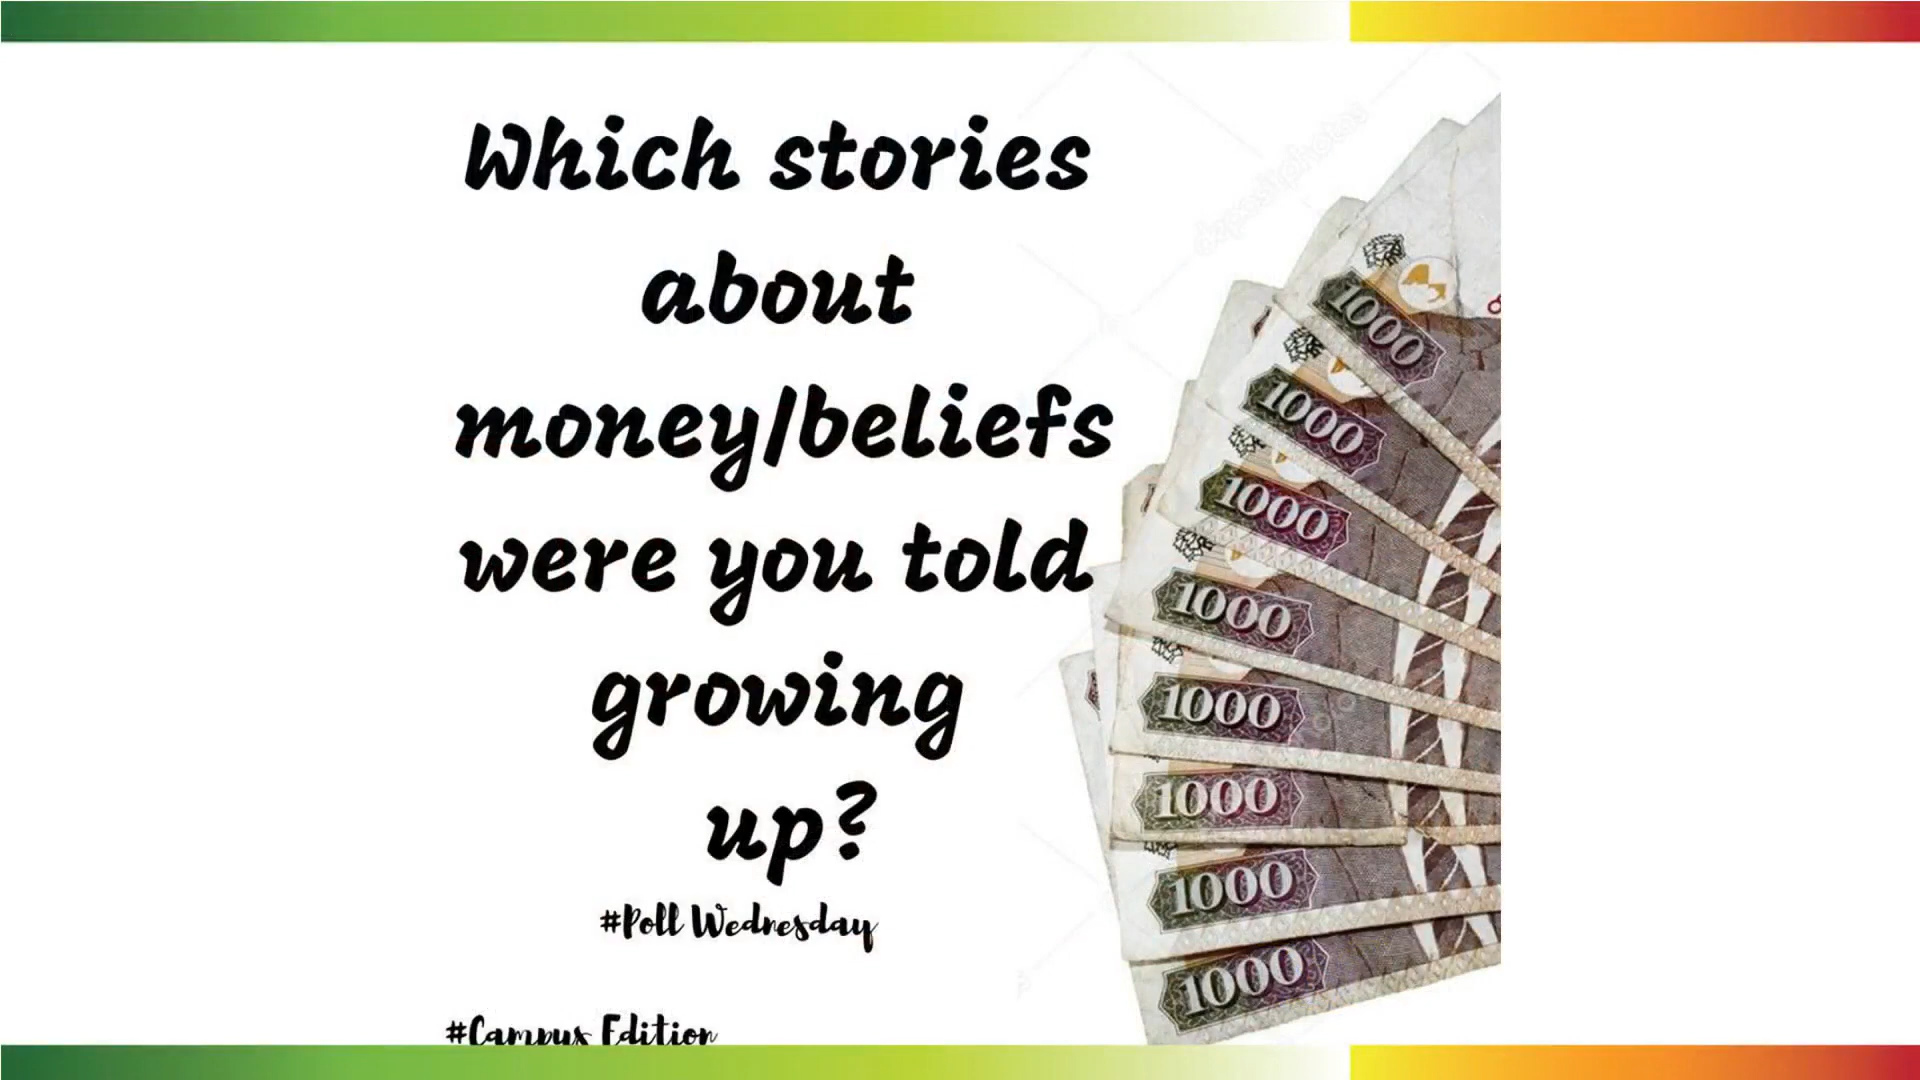 Which stories
about
money/beliefs
were you told
growing
up?
#Poll Wednesday
#Campus Edition
depositphotos
1000
1000
1000
1000
1000
1000
1000
1000